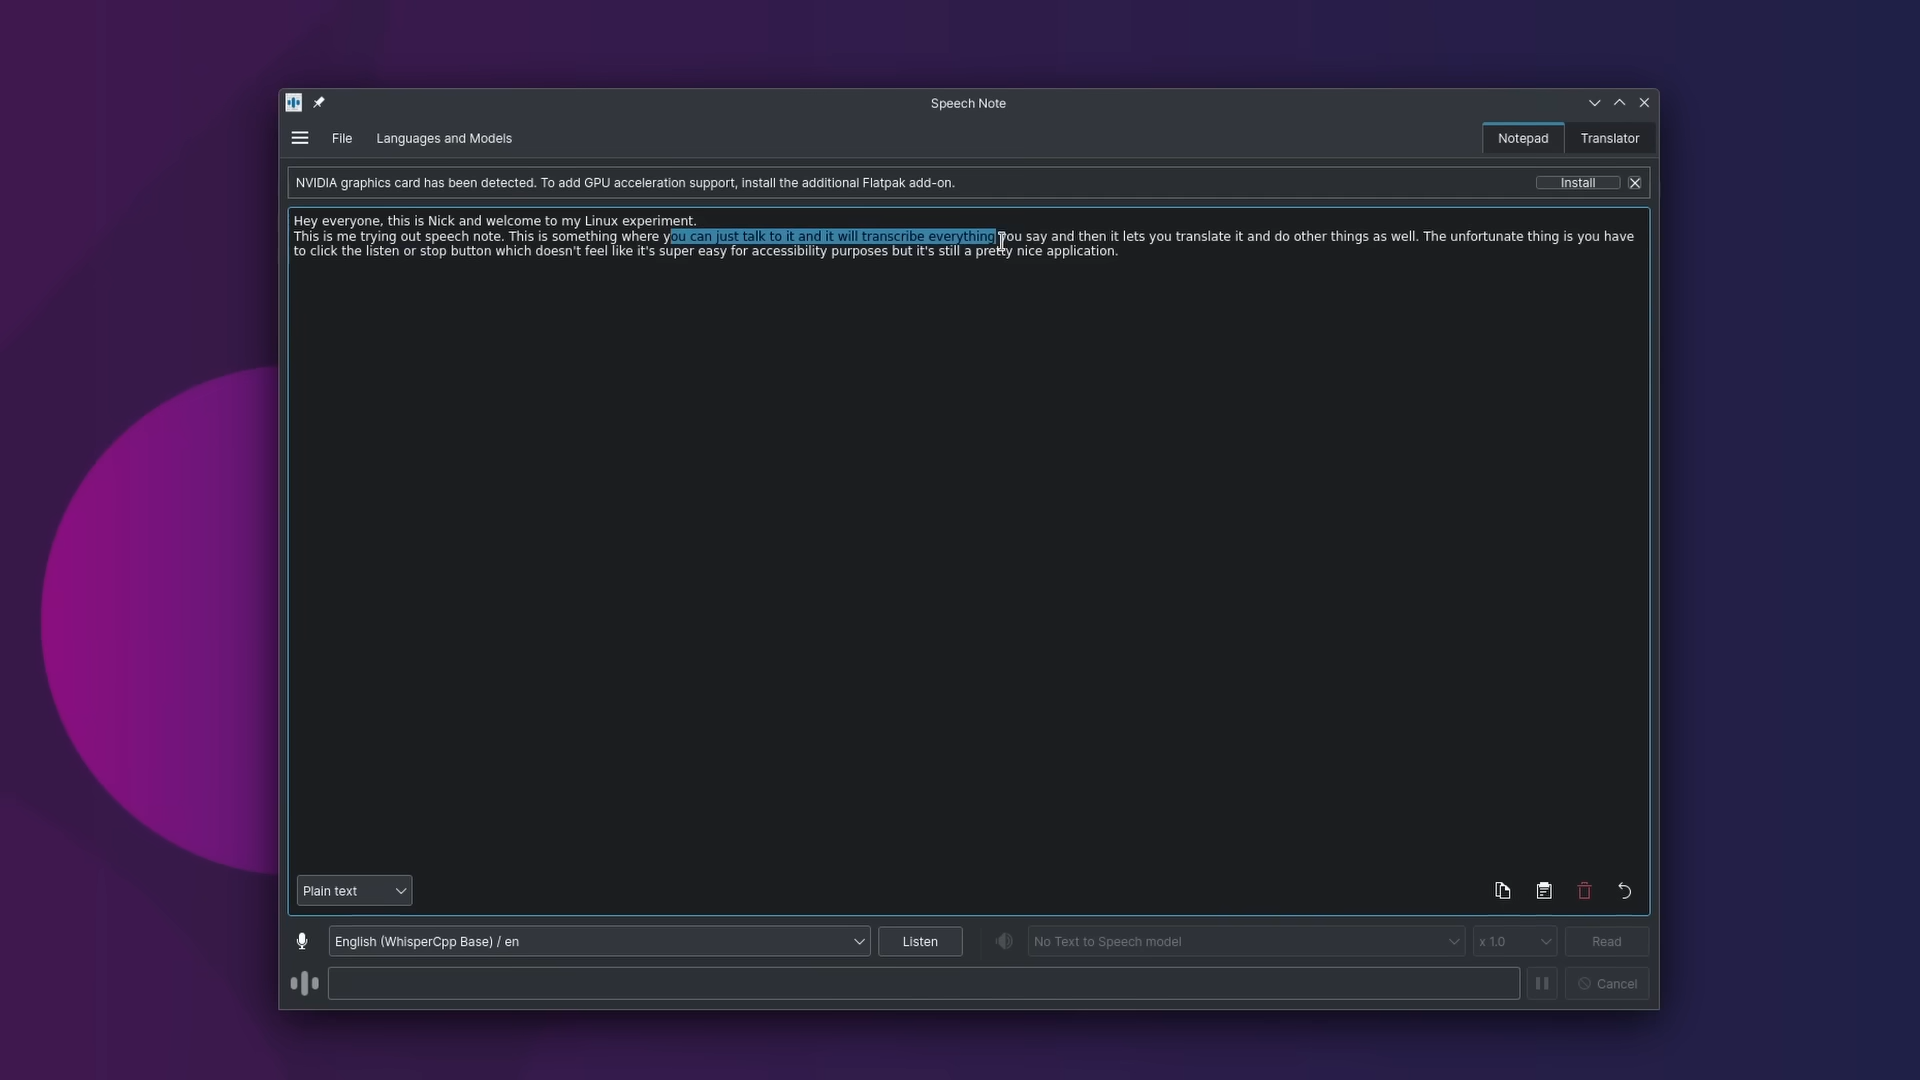 Speech Note
File Languages and Models Notepad Translator
NVIDIA graphics card has been detected. To add GPU acceleration support, install the additional Flatpak add-on. Install
Hey everyone, this is Nick and welcome to my Linux experiment.
This is me trying out speech note. This is something where you can just talk to it and it will transcribe everything you say and then it lets you translate it and do other things as well. The unfortunate thing is you have
to click the listen or stop button which doesn't feel like it's super easy for accessibility purposes but it's still a pretty nice application.
Plain text
English (WhisperCpp Base) / en Listen No Text to Speech model x 1.0 Read
Cancel